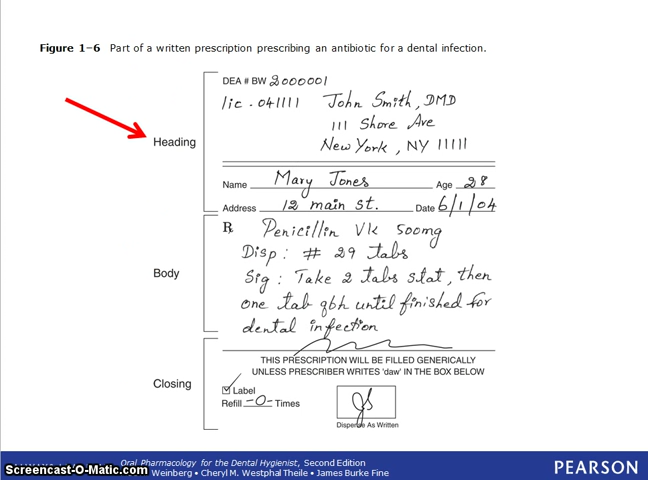 Figure 1–6 Part of a written prescription prescribing an antibiotic for a dental infection.
DEA # BW 2000001
lic - 041111 John Smith, DMD
111 Shore Ave
Heading
New York, NY 11111
Name Mary Jones Age 28
Address 12 main st. Date 6/1/04
R Penicillin VK 500mg
Disp: # 29 tabs
Body
Sig: Take 2 tabs stat, then
one tab q6h until finished for
dental infection
THIS PRESCRIPTION WILL BE FILLED GENERICALLY
UNLESS PRESCRIBER WRITES 'daw' IN THE BOX BELOW
Closing
Label
Refill -0- Times
js
Dispense As Written
Oral Pharmacology for the Dental Hygienist, Second Edition
Weinberg • Cheryl M. Westphal Theile • James Burke Fine
PEARSON
Screencast-O-Matic.com